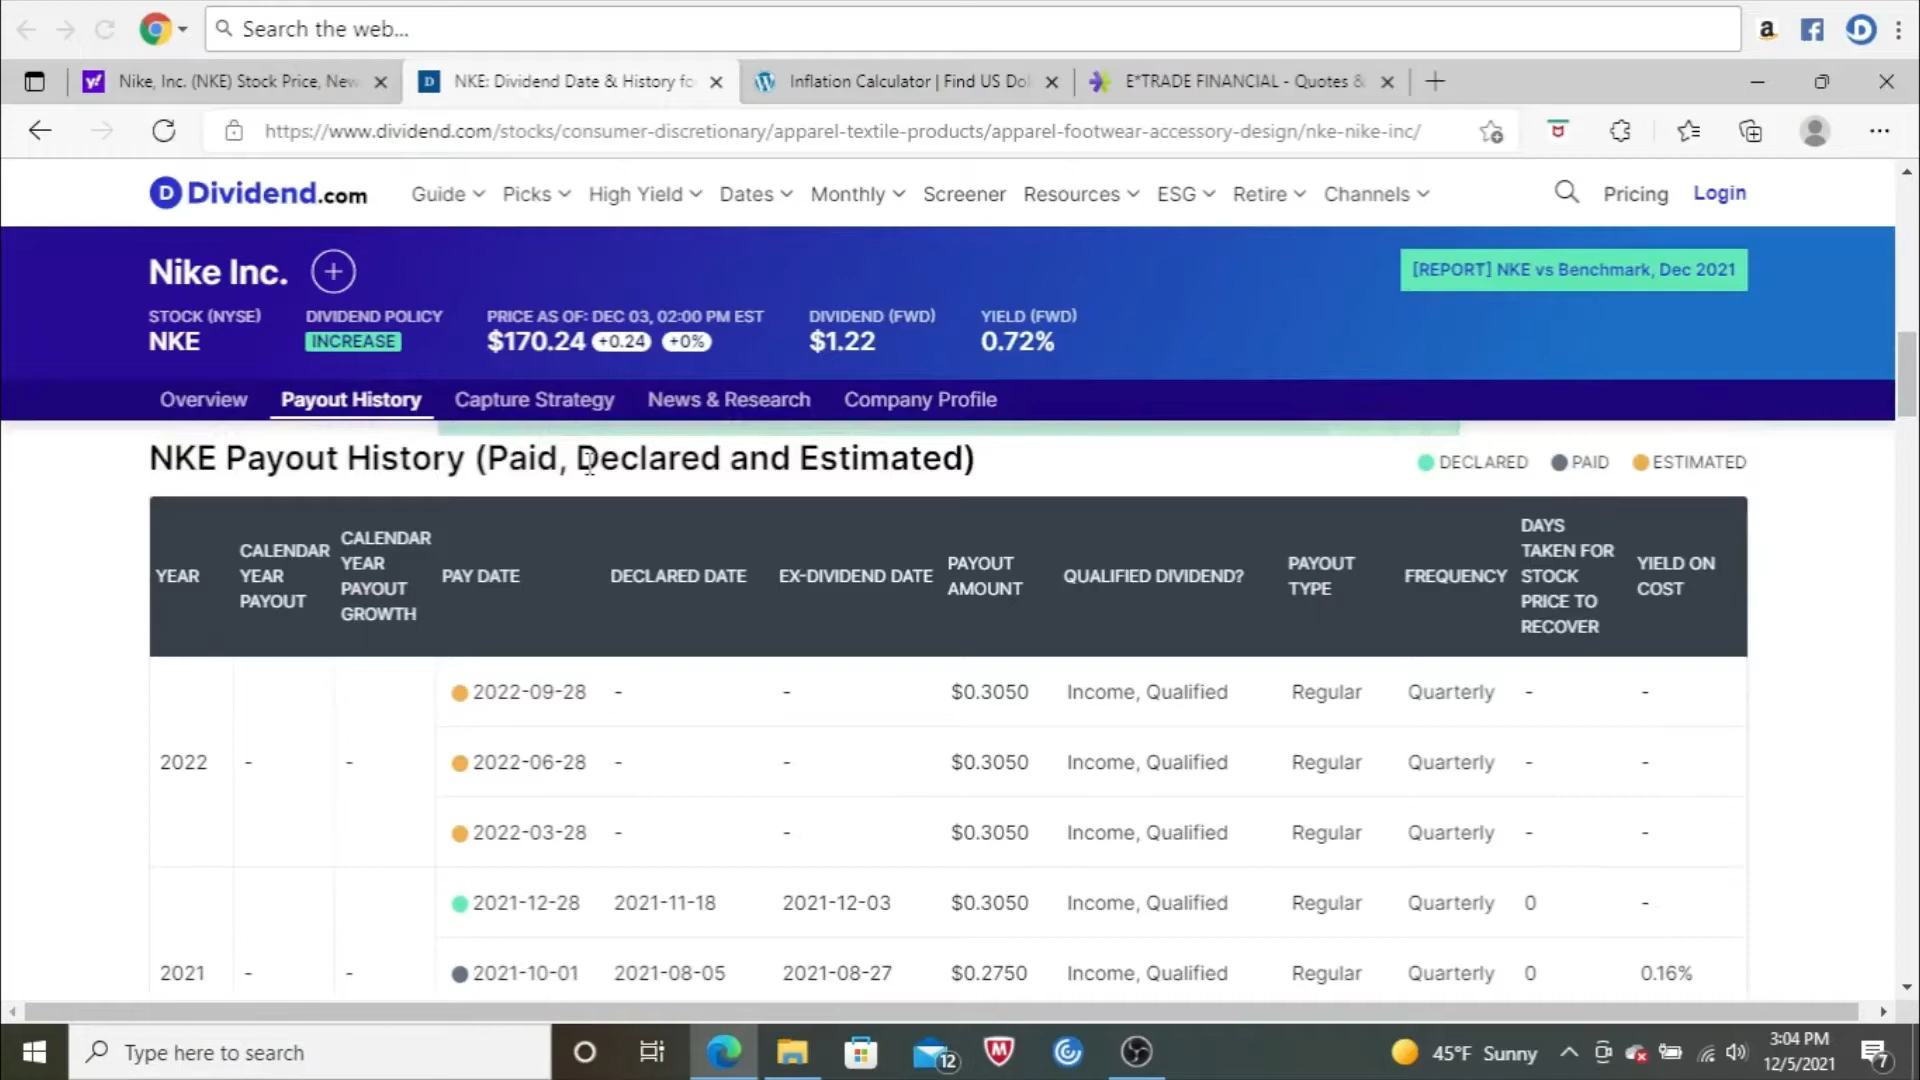 Search the web...
Nike, Inc. (NKE) Stock Price, New
NKE: Dividend Date & History fo
Inflation Calculator | Find US Dol
E*TRADE FINANCIAL - Quotes &
https://www.dividend.com/stocks/consumer-discretionary/apparel-textile-products/apparel-footwear-accessory-design/nke-nike-inc/
Dividend.com
Guide Picks High Yield Dates Monthly Screener Resources ESG Retire Channels Pricing Login
Nike Inc.
[REPORT] NKE vs Benchmark, Dec 2021
STOCK (NYSE) DIVIDEND POLICY PRICE AS OF: DEC 03, 02:00 PM EST DIVIDEND (FWD) YIELD (FWD)
NKE INCREASE $170.24 +0.24 +0% $1.22 0.72%
Overview Payout History Capture Strategy News & Research Company Profile
NKE Payout History (Paid, Declared and Estimated)
DECLARED PAID ESTIMATED
YEAR
CALENDAR
YEAR
PAYOUT
CALENDAR
YEAR
PAYOUT
GROWTH
PAY DATE
DECLARED DATE
EX-DIVIDEND DATE
PAYOUT
AMOUNT
QUALIFIED DIVIDEND?
PAYOUT
TYPE
FREQUENCY
DAYS
TAKEN FOR
STOCK
PRICE TO
RECOVER
YIELD ON
COST
2022-09-28 - - $0.3050 Income, Qualified Regular Quarterly - -
2022 - - 2022-06-28 - - $0.3050 Income, Qualified Regular Quarterly - -
2022-03-28 - - $0.3050 Income, Qualified Regular Quarterly - -
2021-12-28 2021-11-18 2021-12-03 $0.3050 Income, Qualified Regular Quarterly 0 -
2021 - - 2021-10-01 2021-08-05 2021-08-27 $0.2750 Income, Qualified Regular Quarterly 0 0.16%
Type here to search
12
45°F Sunny
3:04 PM
12/5/2021
7